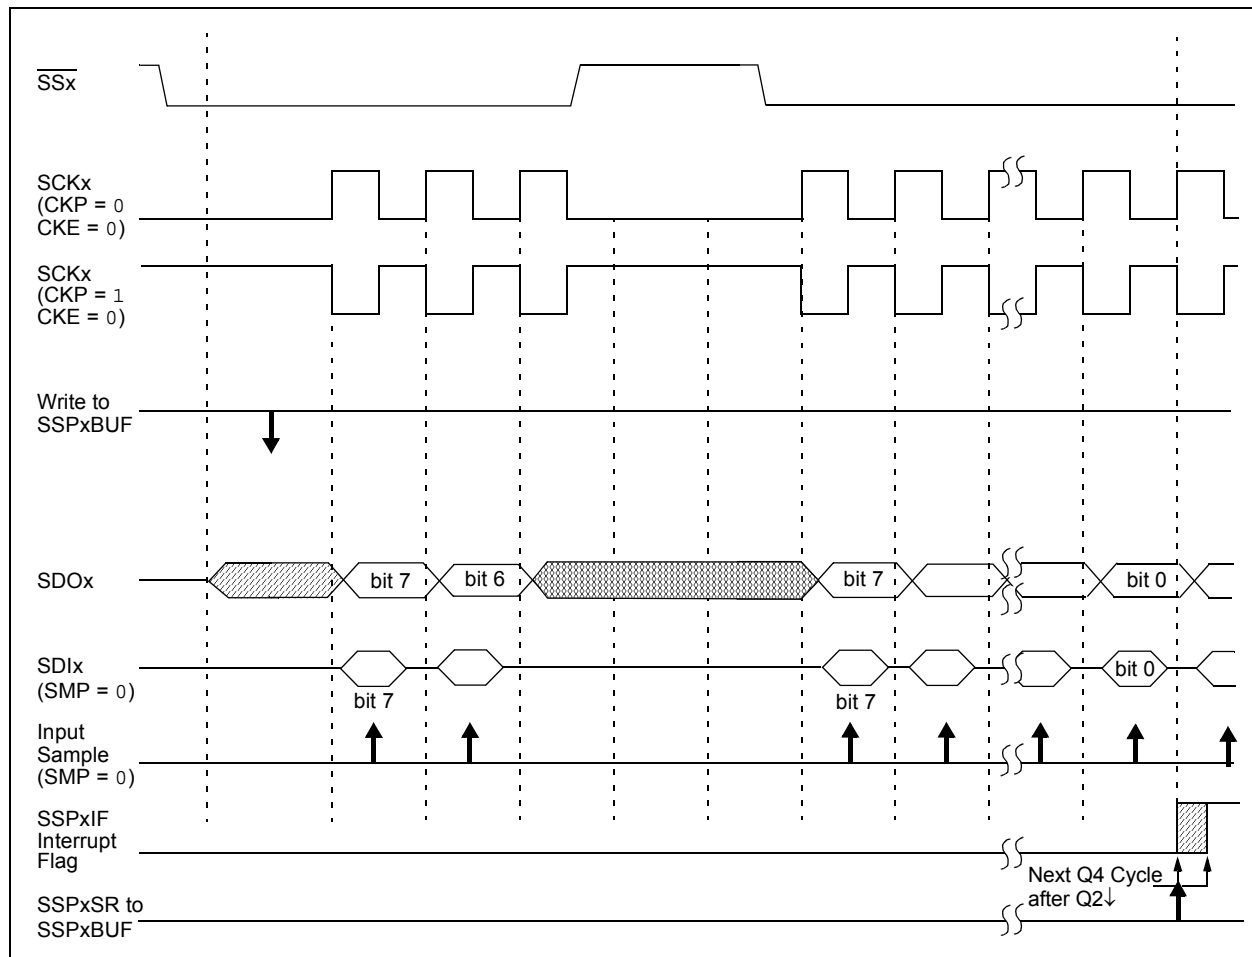 SSx
SCKx
(CKP = 0
CKE = 0)
SCKx
(CKP = 1
CKE = 0)
Write to
SSPxBUF
SDOx
bit 7
bit 6
bit 7
bit 0
SDIx
(SMP = 0)
bit 7
bit 7
bit 0
Input
Sample
(SMP = 0)
SSPxIF
Interrupt
Flag
Next Q4 Cycle
after Q2↓
SSPxSR to
SSPxBUF